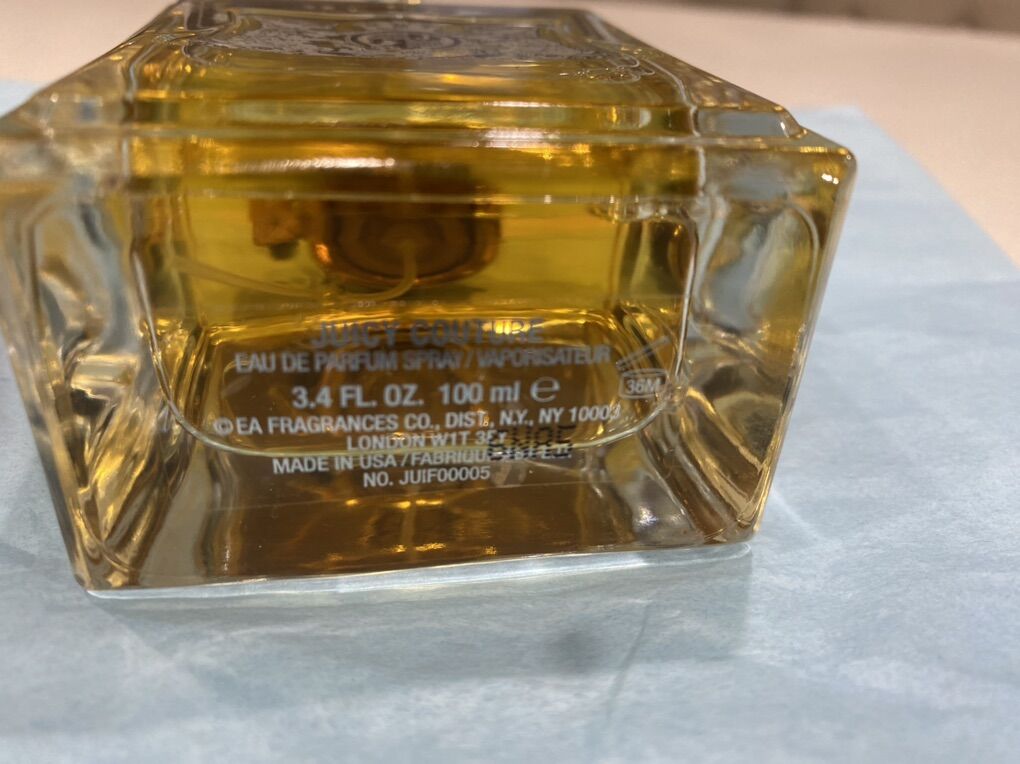 JUICY COUTURE
EAU DE PARFUM SPRAY / VAPORISATEUR
3.4 FL. OZ. 100 ml ℮
36M
© EA FRAGRANCES CO., DIST., N.Y., NY 10003
LONDON W1T
MADE IN USA /
NO. JUIF00005